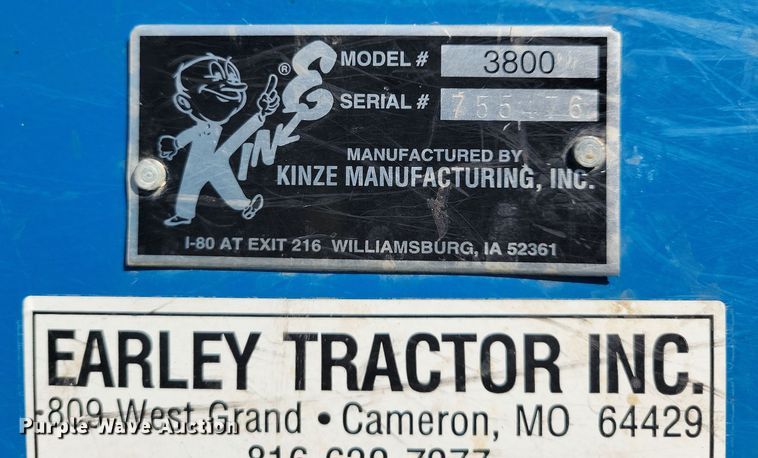 KINZE ®
MODEL # 3800
SERIAL # 755476
MANUFACTURED BY
KINZE MANUFACTURING, INC.
I-80 AT EXIT 216 WILLIAMSBURG, IA 52361
EARLEY TRACTOR INC.
809 West Grand • Cameron, MO 64429
Purple Wave Auction